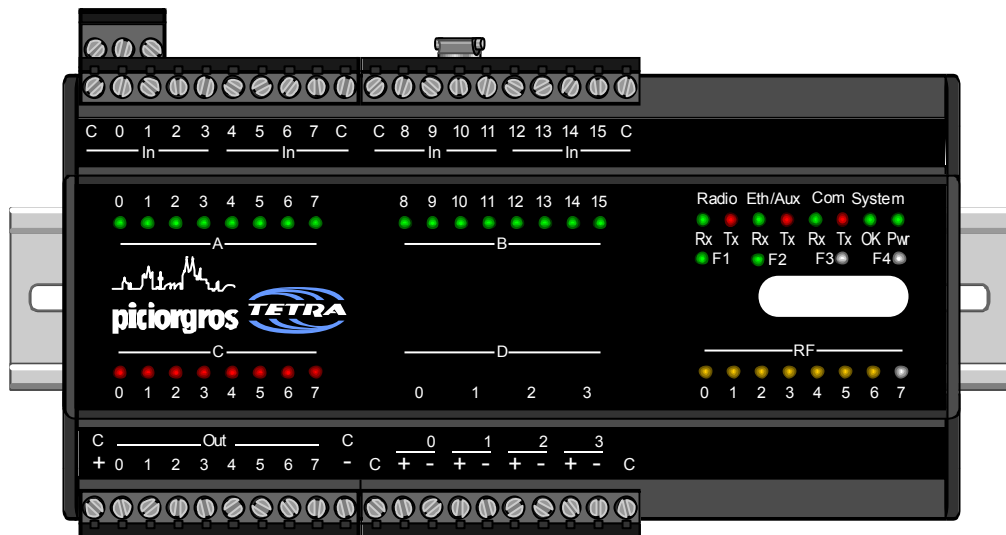 C 0 1 2 3 4 5 6 7 C C 8 9 10 11 12 13 14 15 C
In In In In
0 1 2 3 4 5 6 7 8 9 10 11 12 13 14 15 Radio Eth/Aux Com System
A B Rx Tx Rx Tx Rx Tx OK Pwr
F1 F2 F3 F4
piciorgros TETRA
C D RF
0 1 2 3 4 5 6 7 0 1 2 3 0 1 2 3 4 5 6 7
C Out C 0 1 2 3
+ 0 1 2 3 4 5 6 7 - C + - + - + - + - C